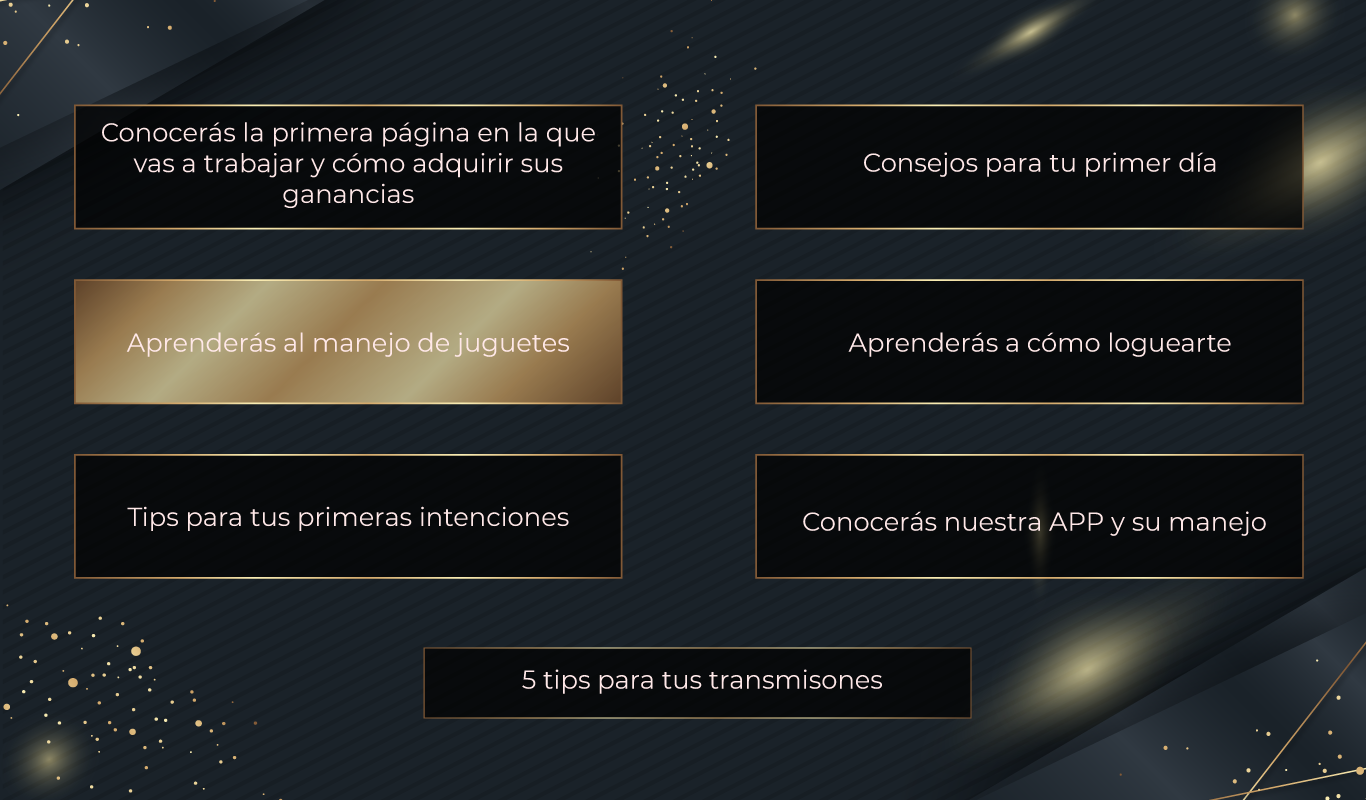 Conocerás la primera página en la que
vas a trabajar y cómo adquirir sus
ganancias
Consejos para tu primer día
Aprenderás al manejo de juguetes
Aprenderás a cómo loguearte
Tips para tus primeras intenciones
Conocerás nuestra APP y su manejo
5 tips para tus transmisones